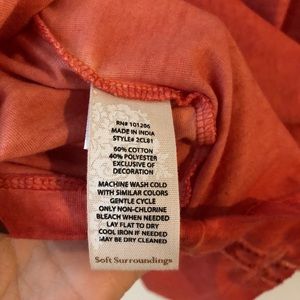 RN# 101206
MADE IN INDIA
STYLE# 2CL81
60% COTTON
40% POLYESTER
EXCLUSIVE OF
DECORATION
MACHINE WASH COLD
WITH SIMILAR COLORS
GENTLE CYCLE
ONLY NON-CHLORINE
BLEACH WHEN NEEDED
LAY FLAT TO DRY
COOL IRON IF NEEDED
MAY BE DRY CLEANED
Soft Surroundings